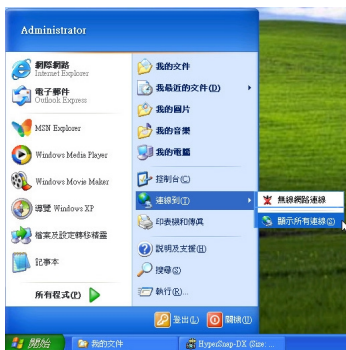 Administrator
網際網路
Internet Explorer
電子郵件
Outlook Express
MSN Explorer
Windows Media Player
Windows Movie Maker
導覽 Windows XP
檔案及設定轉移精靈
記事本
所有程式(P)
我的文件
我最近的文件(D)
我的圖片
我的音樂
我的電腦
控制台(C)
連線到(T)
印表機和傳真
說明及支援(H)
搜尋(S)
執行(R)...
無線網路連線
顯示所有連線(S)
登出(L)
關機(U)
開始
我的文件
HyperSnap-DX (Size: ...